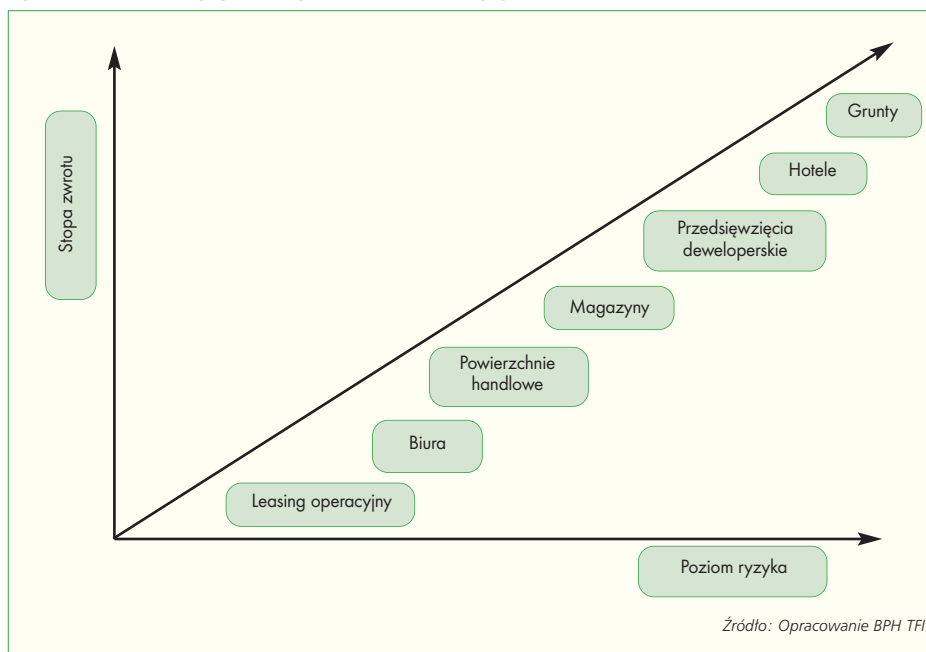 Stopa zwrotu
Grunty
Hotele
Przedsięwzięcia
deweloperskie
Magazyny
Powierzchnie
handlowe
Biura
Leasing operacyjny
Poziom ryzyka
Źródło: Opracowanie BPH TFI